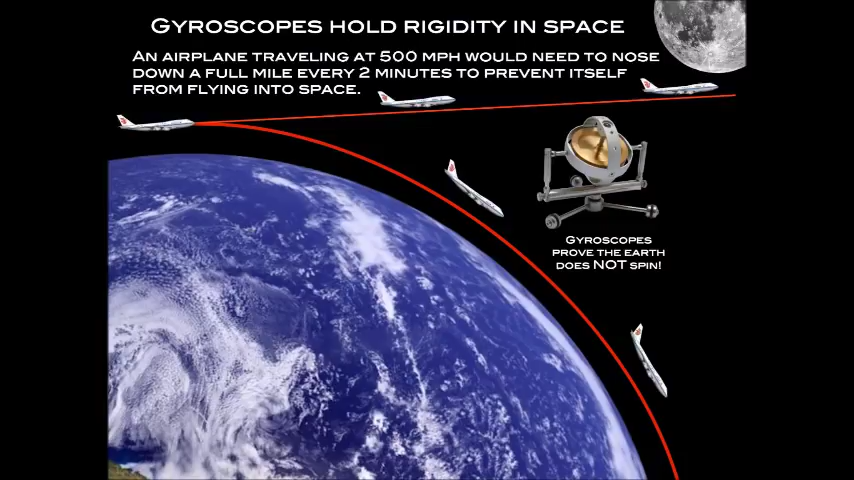 Gyroscopes hold rigidity in space
An airplane traveling at 500 mph would need to nose
down a full mile every 2 minutes to prevent itself
from flying into space.
Gyroscopes
prove the earth
does NOT spin!